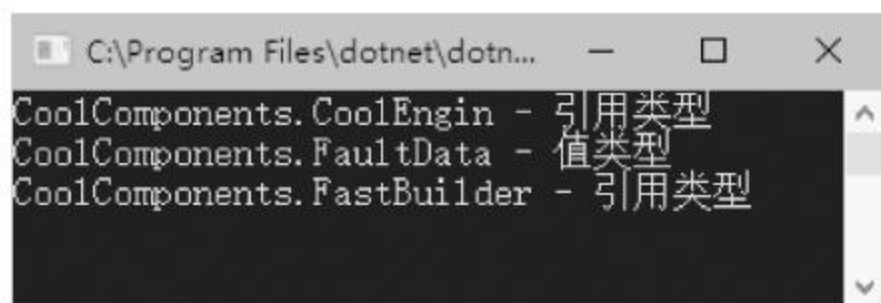 C:\Program Files\dotnet\dotn...
CoolComponents.CoolEngin - 引用类型
CoolComponents.FaultData - 值类型
CoolComponents.FastBuilder - 引用类型